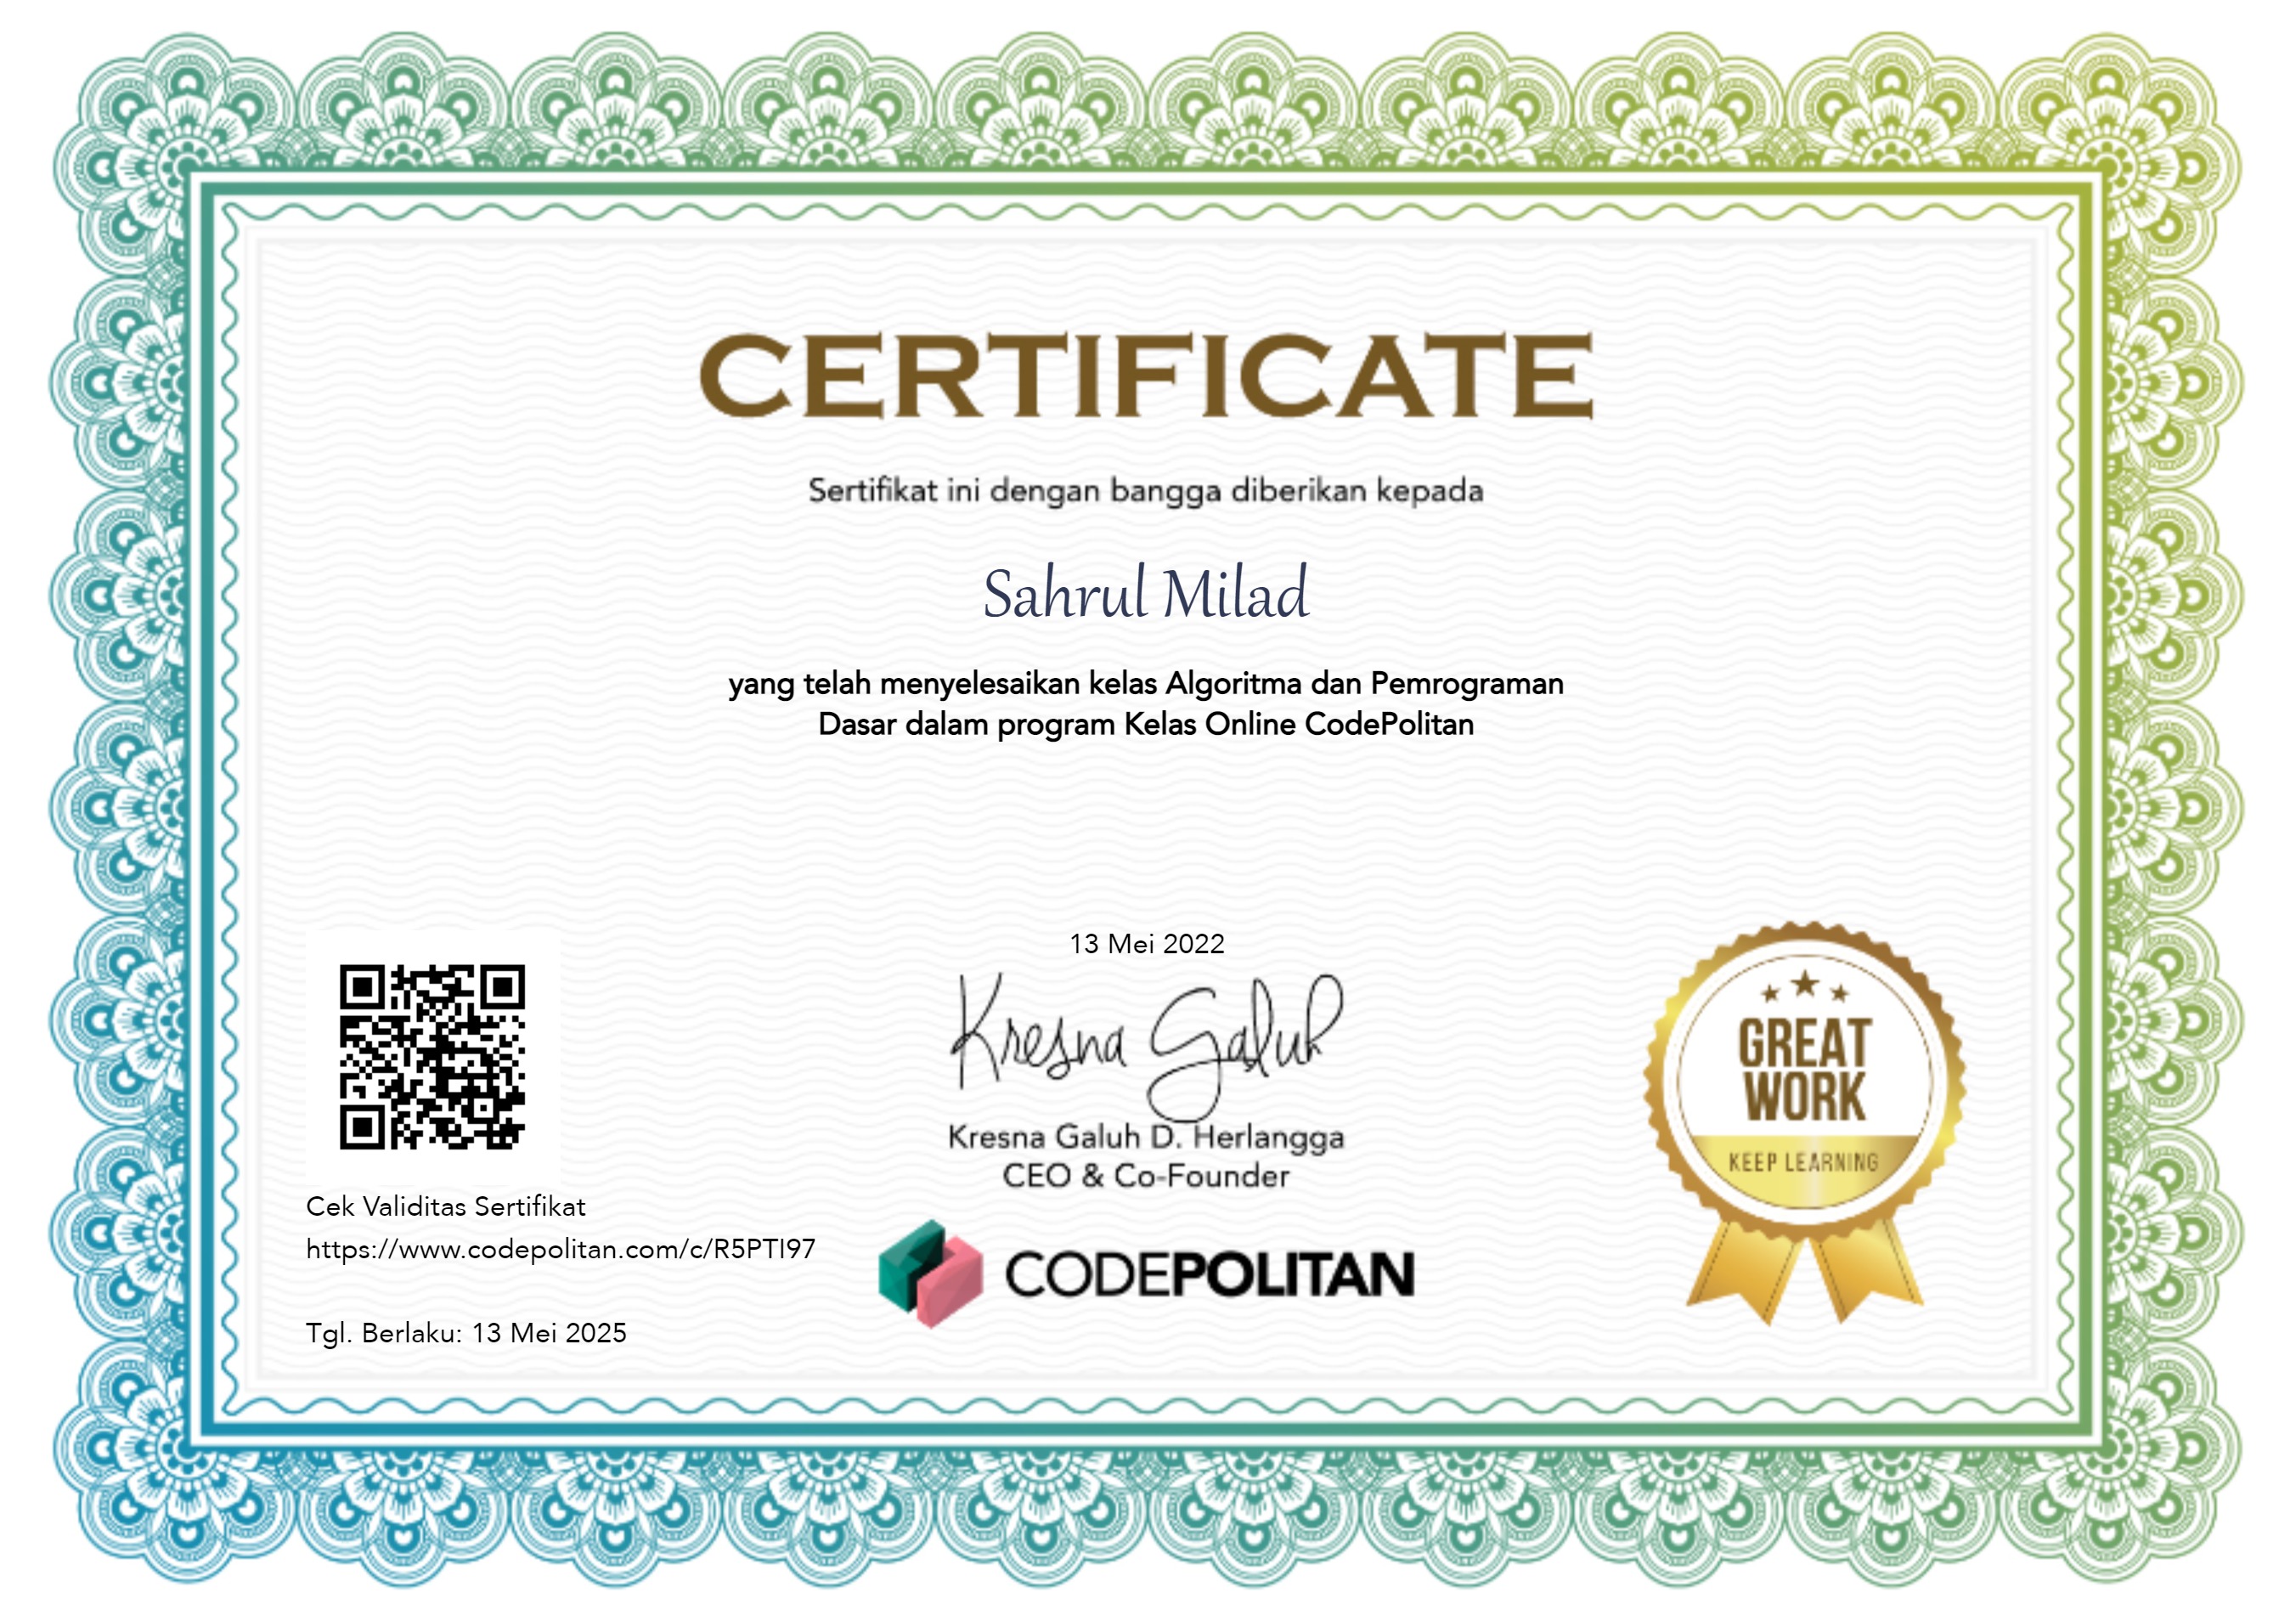 CERTIFICATE
Sertifikat ini dengan bangga diberikan kepada
Sahrul Milad
yang telah menyelesaikan kelas Algoritma dan Pemrograman
Dasar dalam program Kelas Online CodePolitan
13 Mei 2022
Kresna Galuh
Kresna Galuh D. Herlangga
CEO & Co-Founder
CODEPOLITAN
Cek Validitas Sertifikat
https://www.codepolitan.com/c/R5PTI97
Tgl. Berlaku: 13 Mei 2025
GREAT
WORK
KEEP LEARNING